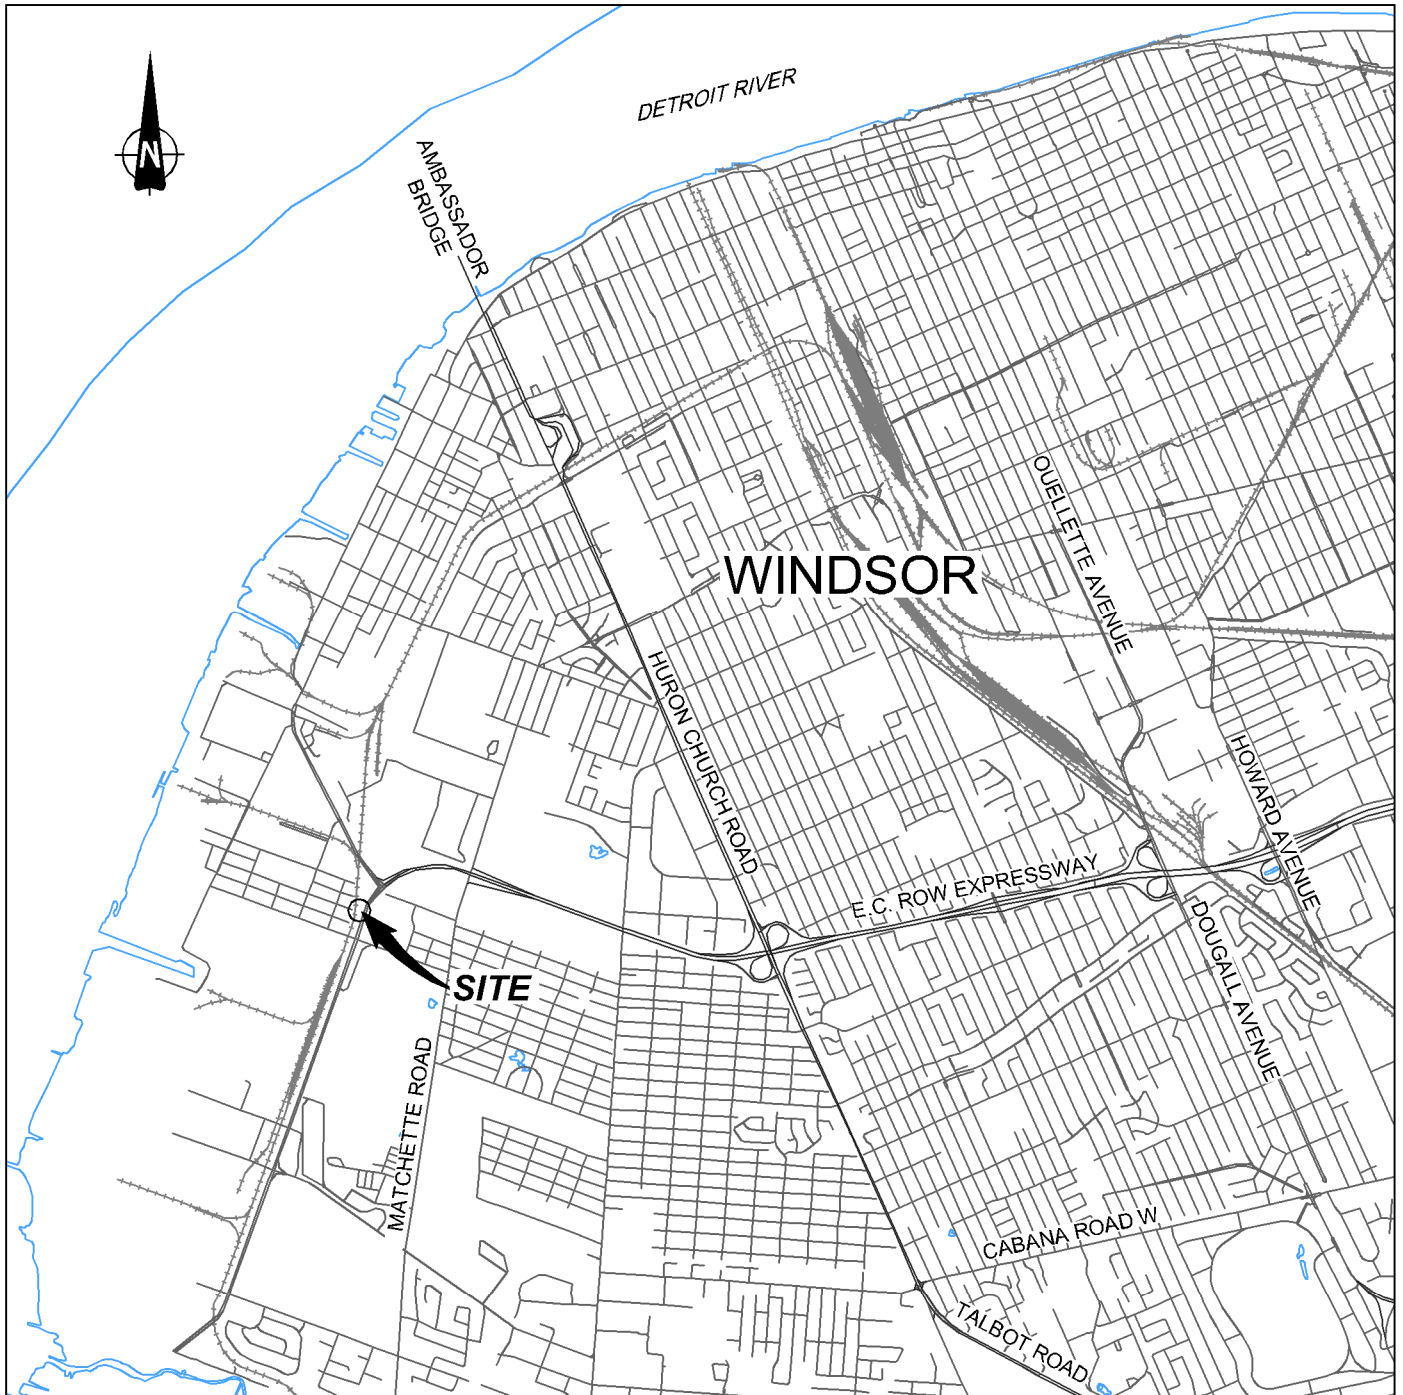 DETROIT RIVER
N
AMBASSADOR
BRIDGE
OUELLETTE AVENUE
WINDSOR
HURON CHURCH ROAD
HOWARD AVENUE
E.C. ROW EXPRESSWAY
DOUGALL AVENUE
SITE
MATCHETTE ROAD
CABANA ROAD W
TALBOT ROAD